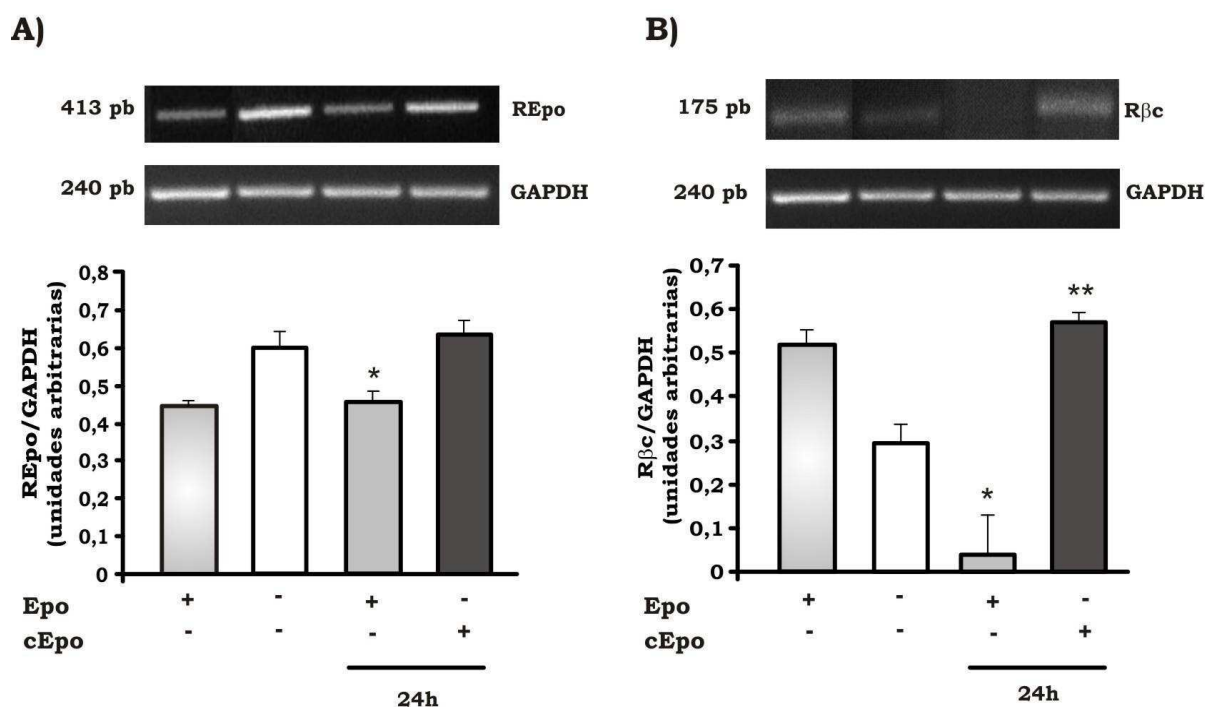 A)
413 pb REpo
240 pb GAPDH
REpo/GAPDH
(unidades arbitrarias)
0,8
0,7
0,6
0,5
0,4
0,3
0,2
0,1
0
*
Epo + - + -
cEpo - - - +
24h
B)
175 pb Rβc
240 pb GAPDH
Rβc/GAPDH
(unidades arbitrarias)
0,7
0,6
0,5
0,4
0,3
0,2
0,1
0
*
**
+ - + -
- - - +
24h